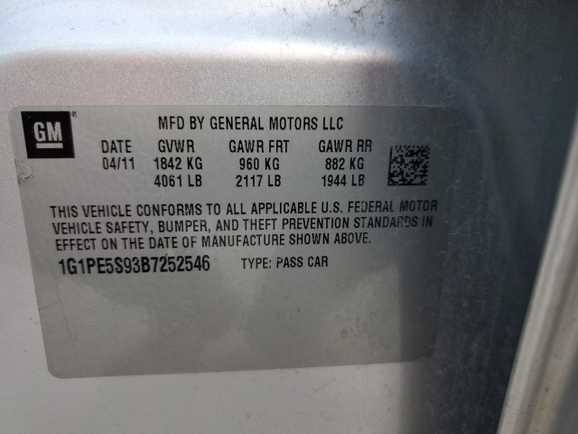 GM
MFD BY GENERAL MOTORS LLC
DATE GVWR GAWR FRT GAWR RR
04/11 1842 KG 960 KG 882 KG
4061 LB 2117 LB 1944 LB
THIS VEHICLE CONFORMS TO ALL APPLICABLE U.S. FEDERAL MOTOR
VEHICLE SAFETY, BUMPER, AND THEFT PREVENTION STANDARDS IN
EFFECT ON THE DATE OF MANUFACTURE SHOWN ABOVE.
1G1PE5S93B7252546 TYPE: PASS CAR